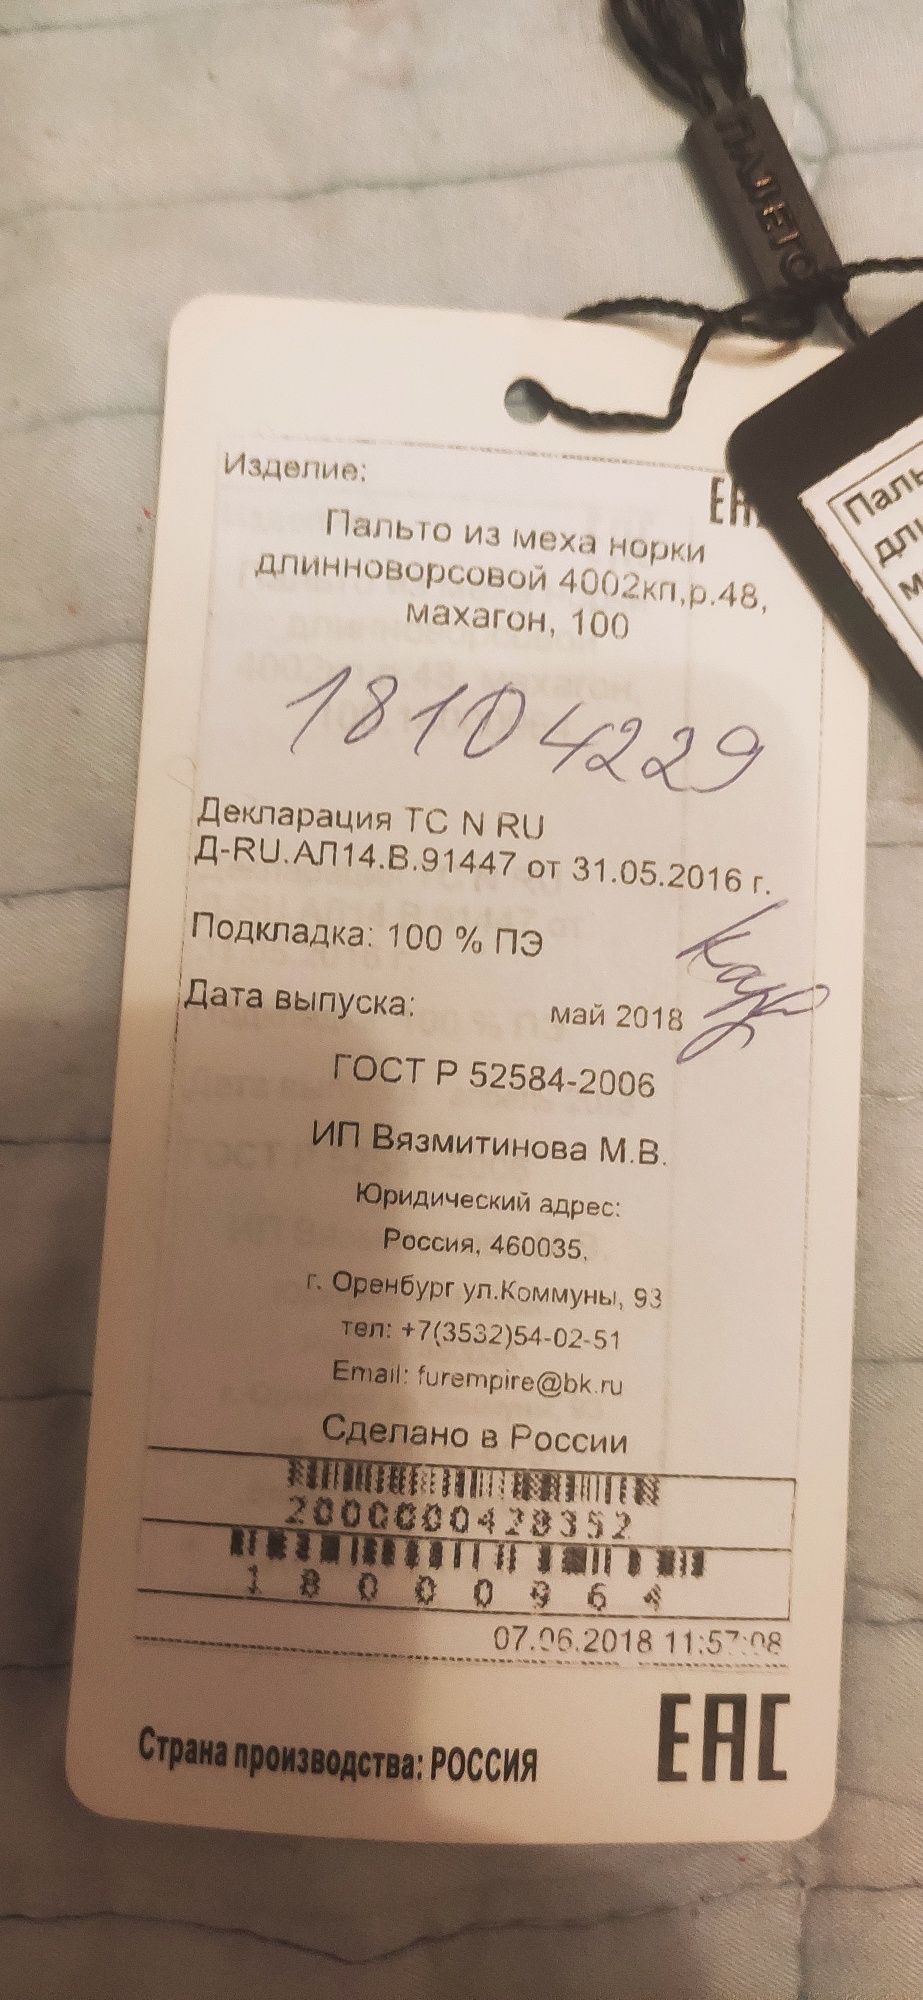 ПАЛЬТО
Изделие:
ЕАС
Пальто из меха норки
длинноворсовой 4002кп,р.48,
махагон, 100
18104229
Декларация ТС N RU
Д-RU.АЛ14.В.91447 от 31.05.2016 г.
Подкладка: 100 % ПЭ
Дата выпуска: май 2018
ГОСТ Р 52584-2006
ИП Вязмитинова М.В.
Юридический адрес:
Россия, 460035,
г. Оренбург ул.Коммуны, 93
тел: +7(3532)54-02-51
Email: furempire@bk.ru
Сделано в России
2000000428352
18000964
07.06.2018 11:57:08
Страна производства: РОССИЯ
ЕАС